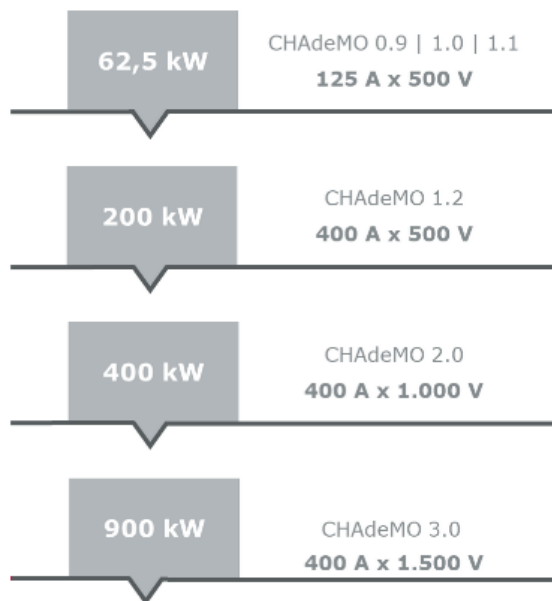 62,5 kW
CHAdeMO 0.9 | 1.0 | 1.1
125 A x 500 V
200 kW
CHAdeMO 1.2
400 A x 500 V
400 kW
CHAdeMO 2.0
400 A x 1.000 V
900 kW
CHAdeMO 3.0
400 A x 1.500 V